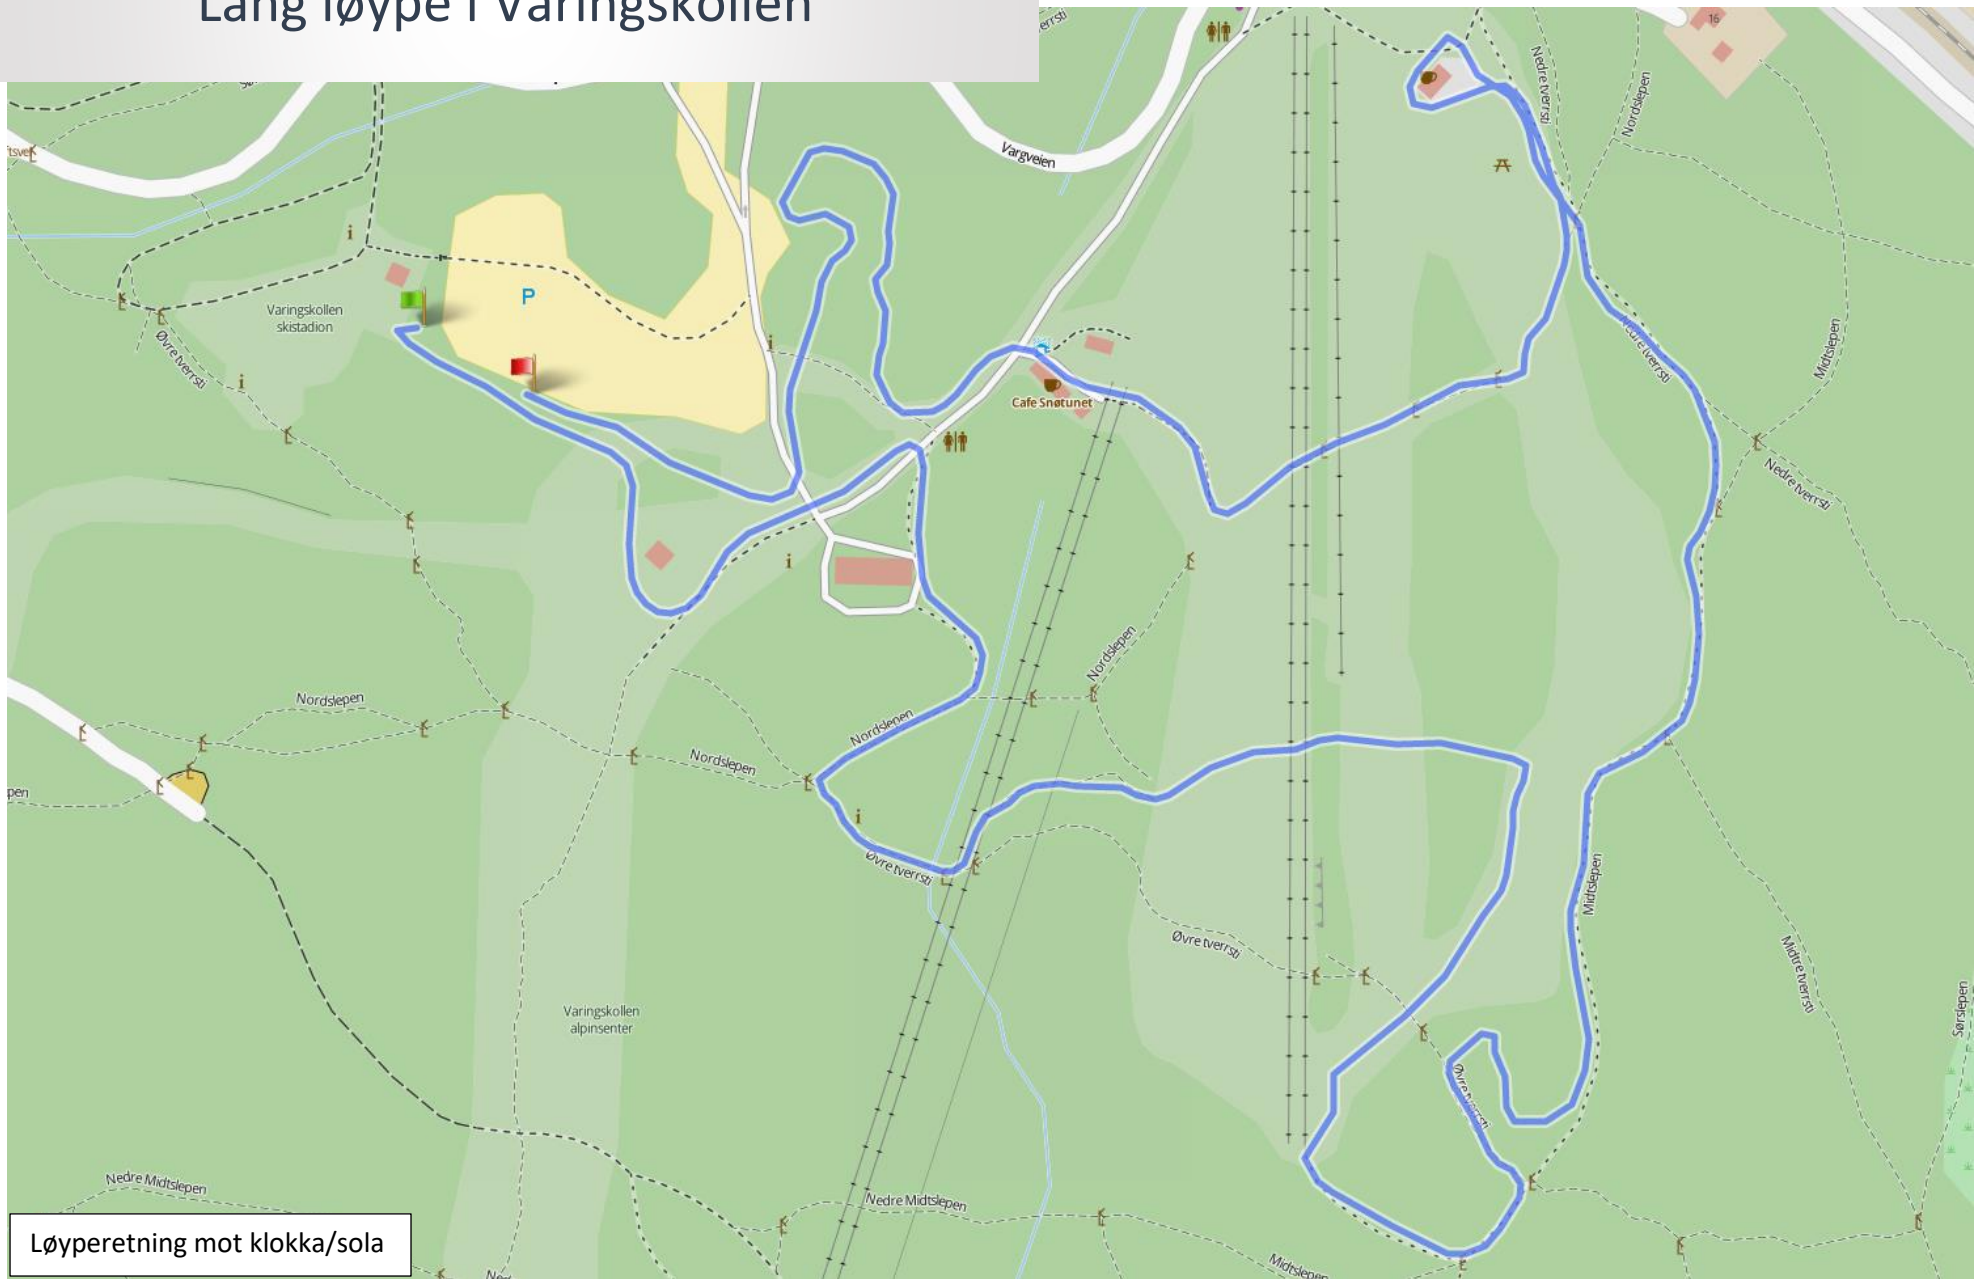 Lang løype i Varingskollen
16
Nedre tverrsti
Nordslepen
Vargveien
Varingskollen
skistadion
P
Øvre tverrsti
Nedre tverrsti
Midtslepen
Cafe Snøtunet
Nedre tverrsti
Nordslepen
Nordslepen
Nordslepen
Nordslepen
Øvre tverrsti
Midtslepen
Øvre tverrsti
Midtre tverrsti
Sørslepen
Varingskollen
alpinsenter
Øvre tverrsti
Nedre Midtslepen
Nedre Midtslepen
Løyperetning mot klokka/sola
Midtslepen